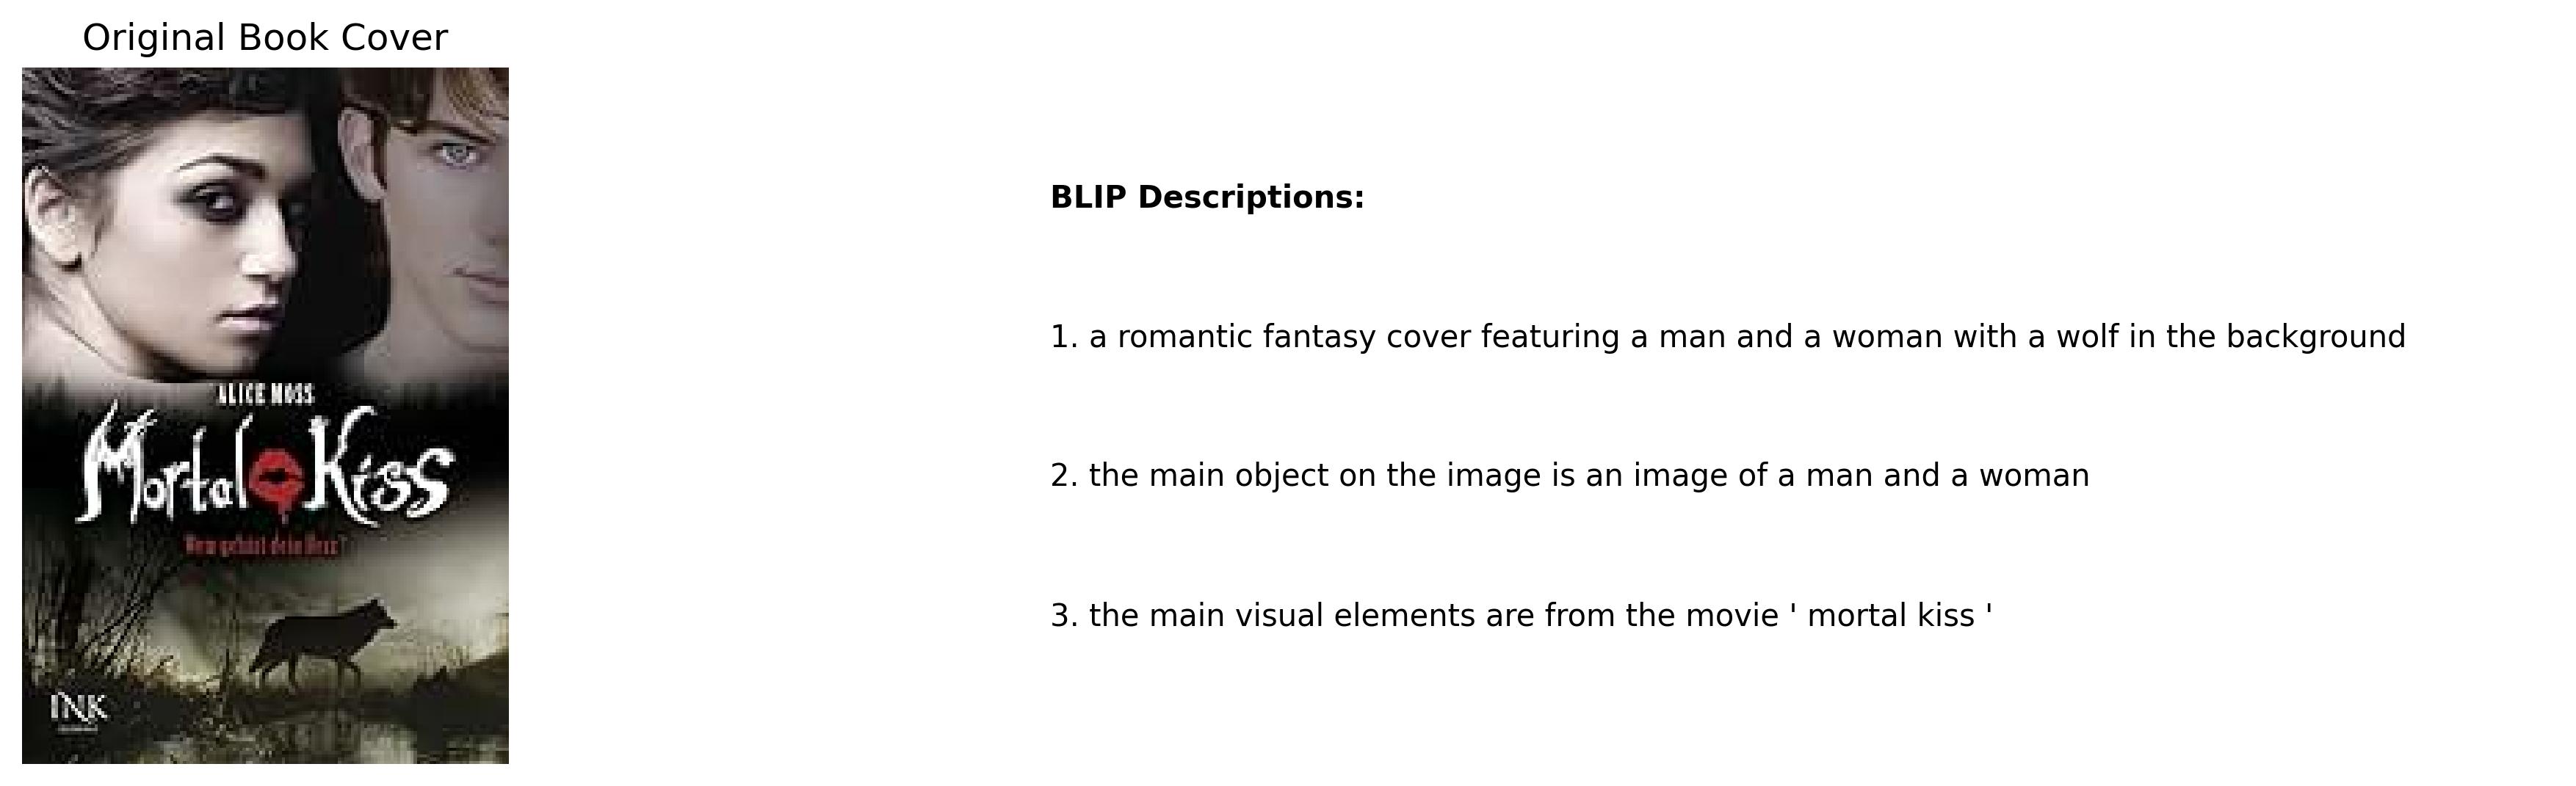 Original Book Cover
ALICE MOSS
Mortal Kiss
Wem gehört dein Herz?
INK
BLIP Descriptions:
1. a romantic fantasy cover featuring a man and a woman with a wolf in the background
2. the main object on the image is an image of a man and a woman
3. the main visual elements are from the movie ' mortal kiss '